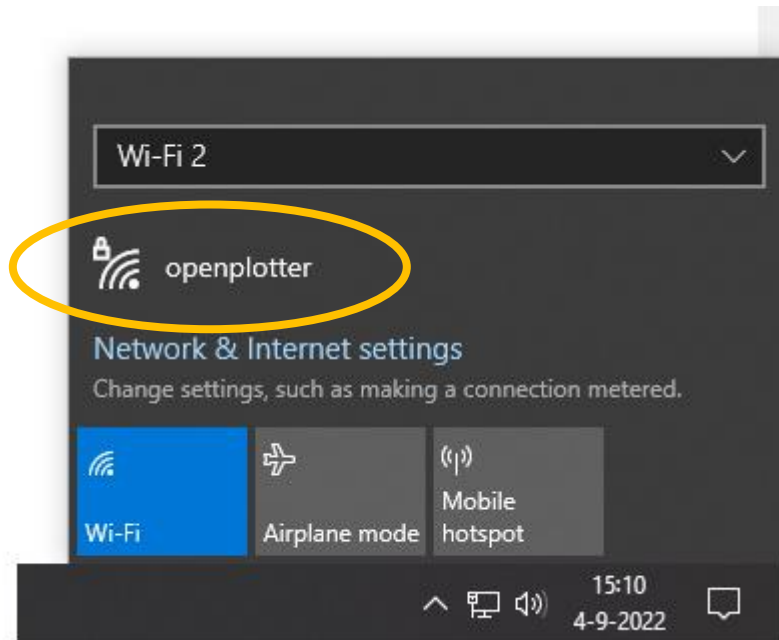 Wi-Fi 2
openplotter
Network & Internet settings
Change settings, such as making a connection metered.
Wi-Fi
Airplane mode
Mobile
hotspot
15:10
4-9-2022